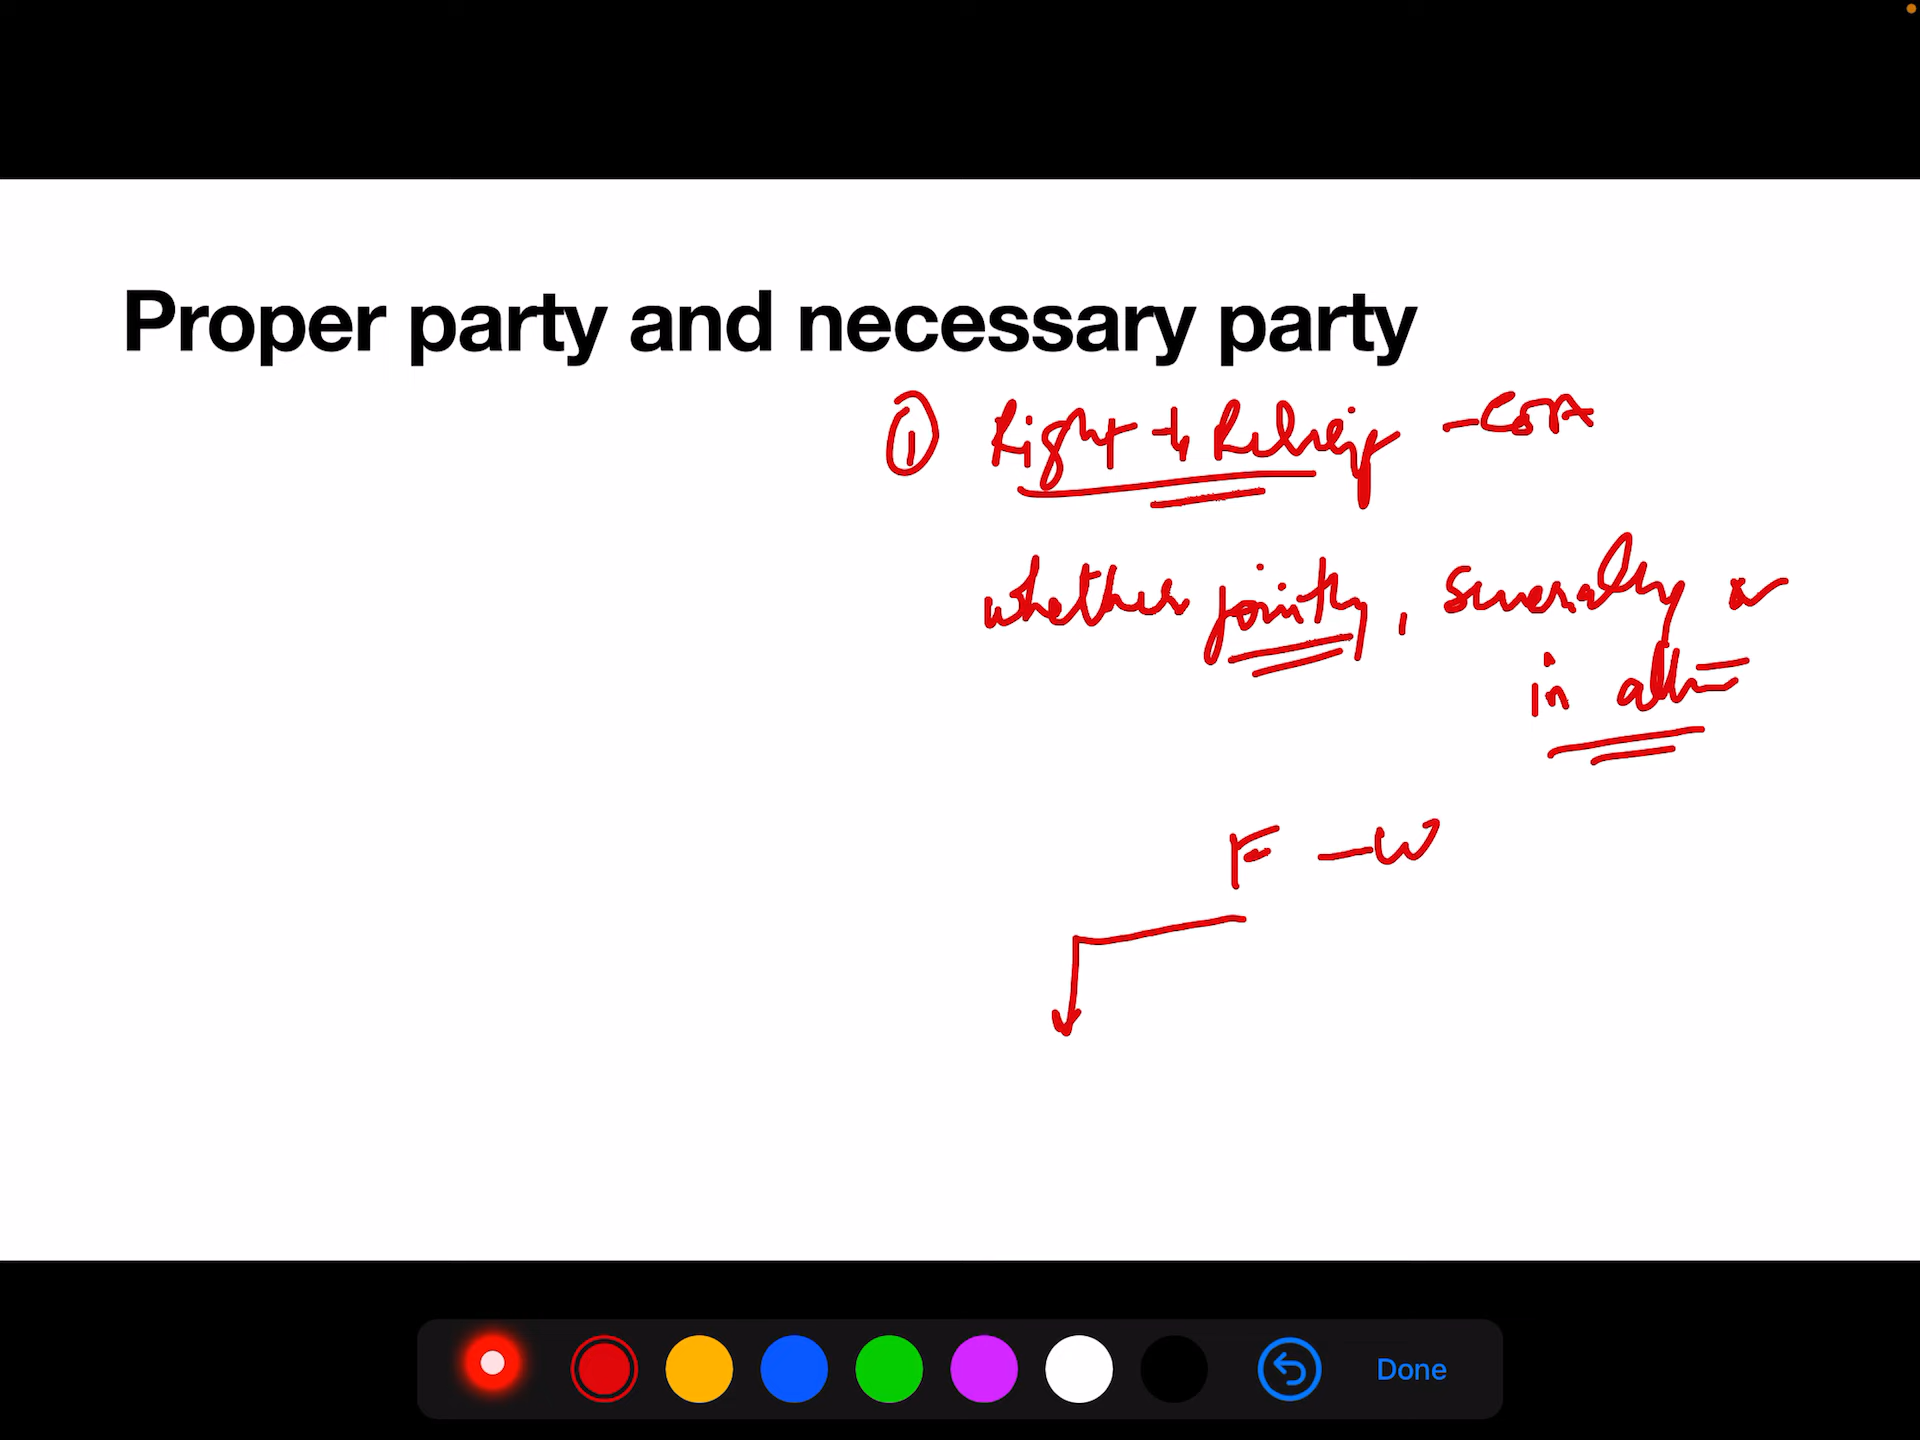 Proper party and necessary party
① Right to Relief - COA
whether jointly, severally or
in alt
F - W
Done